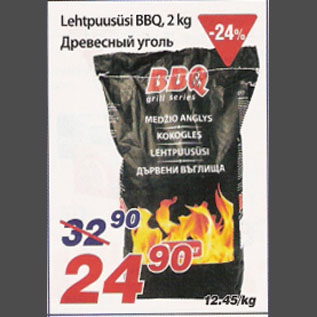 Lehtpuusüsi BBQ, 2 kg
Древесный уголь
-24%
BBQ
grill series
MEDŽIO ANGLYS
KOKOGLES
LEHTPUUSÜSI
ДЪРВЕНИ ВЪГЛИЩА
32 90
24 90
12.45/kg